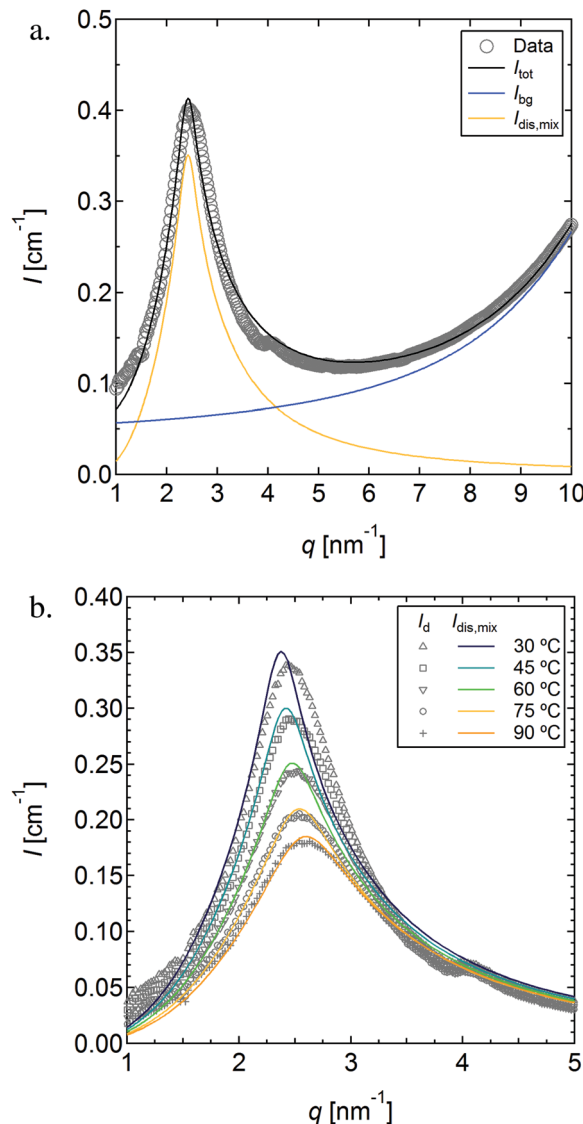 a.
0.5
0.4
0.3
0.2
0.1
0.0
I [cm⁻¹]
Data
I_tot
I_bg
I_dis,mix
1 2 3 4 5 6 7 8 9 10
q [nm⁻¹]
b.
0.40
0.35
0.30
0.25
0.20
0.15
0.10
0.05
0.00
I [cm⁻¹]
I_d I_dis,mix
30 ºC
45 ºC
60 ºC
75 ºC
90 ºC
1 2 3 4 5
q [nm⁻¹]